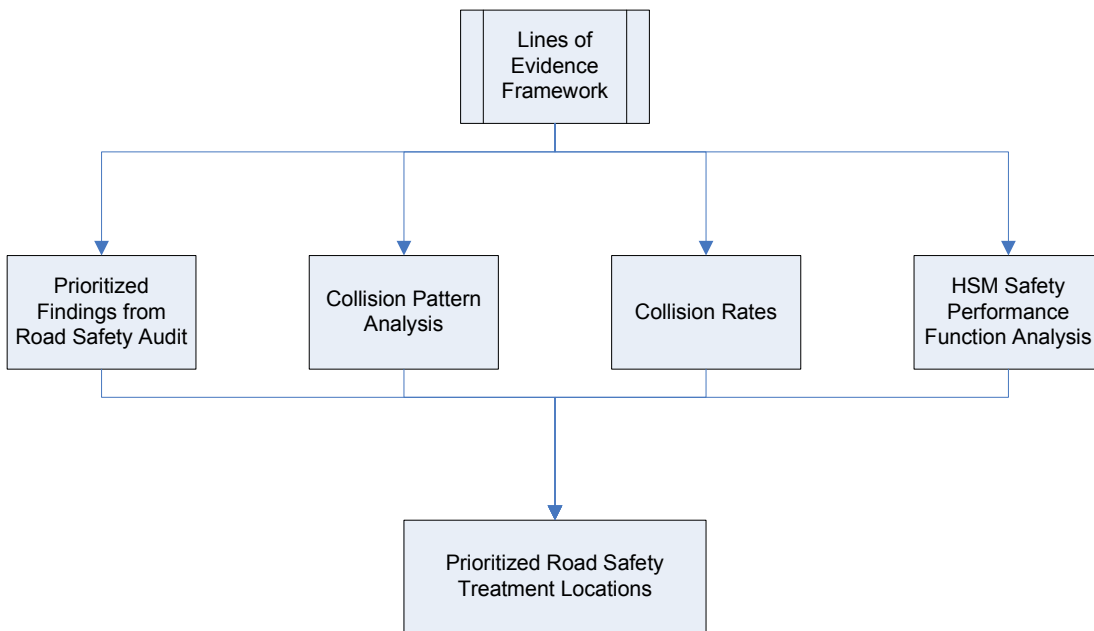 Lines of
Evidence
Framework
Prioritized
Findings from
Road Safety Audit
Collision Pattern
Analysis
Collision Rates
HSM Safety
Performance
Function Analysis
Prioritized Road Safety
Treatment Locations